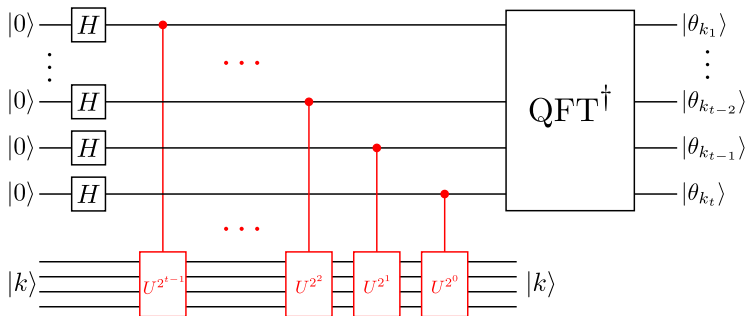 |0⟩ H |θ_{k_1}⟩
⋮ ··· ⋮
|0⟩ H QFT^† |θ_{k_{t−2}}⟩
|0⟩ H |θ_{k_{t−1}}⟩
|0⟩ H |θ_{k_t}⟩
···
|k⟩ U^{2^{t−1}} U^{2^2} U^{2^1} U^{2^0} |k⟩